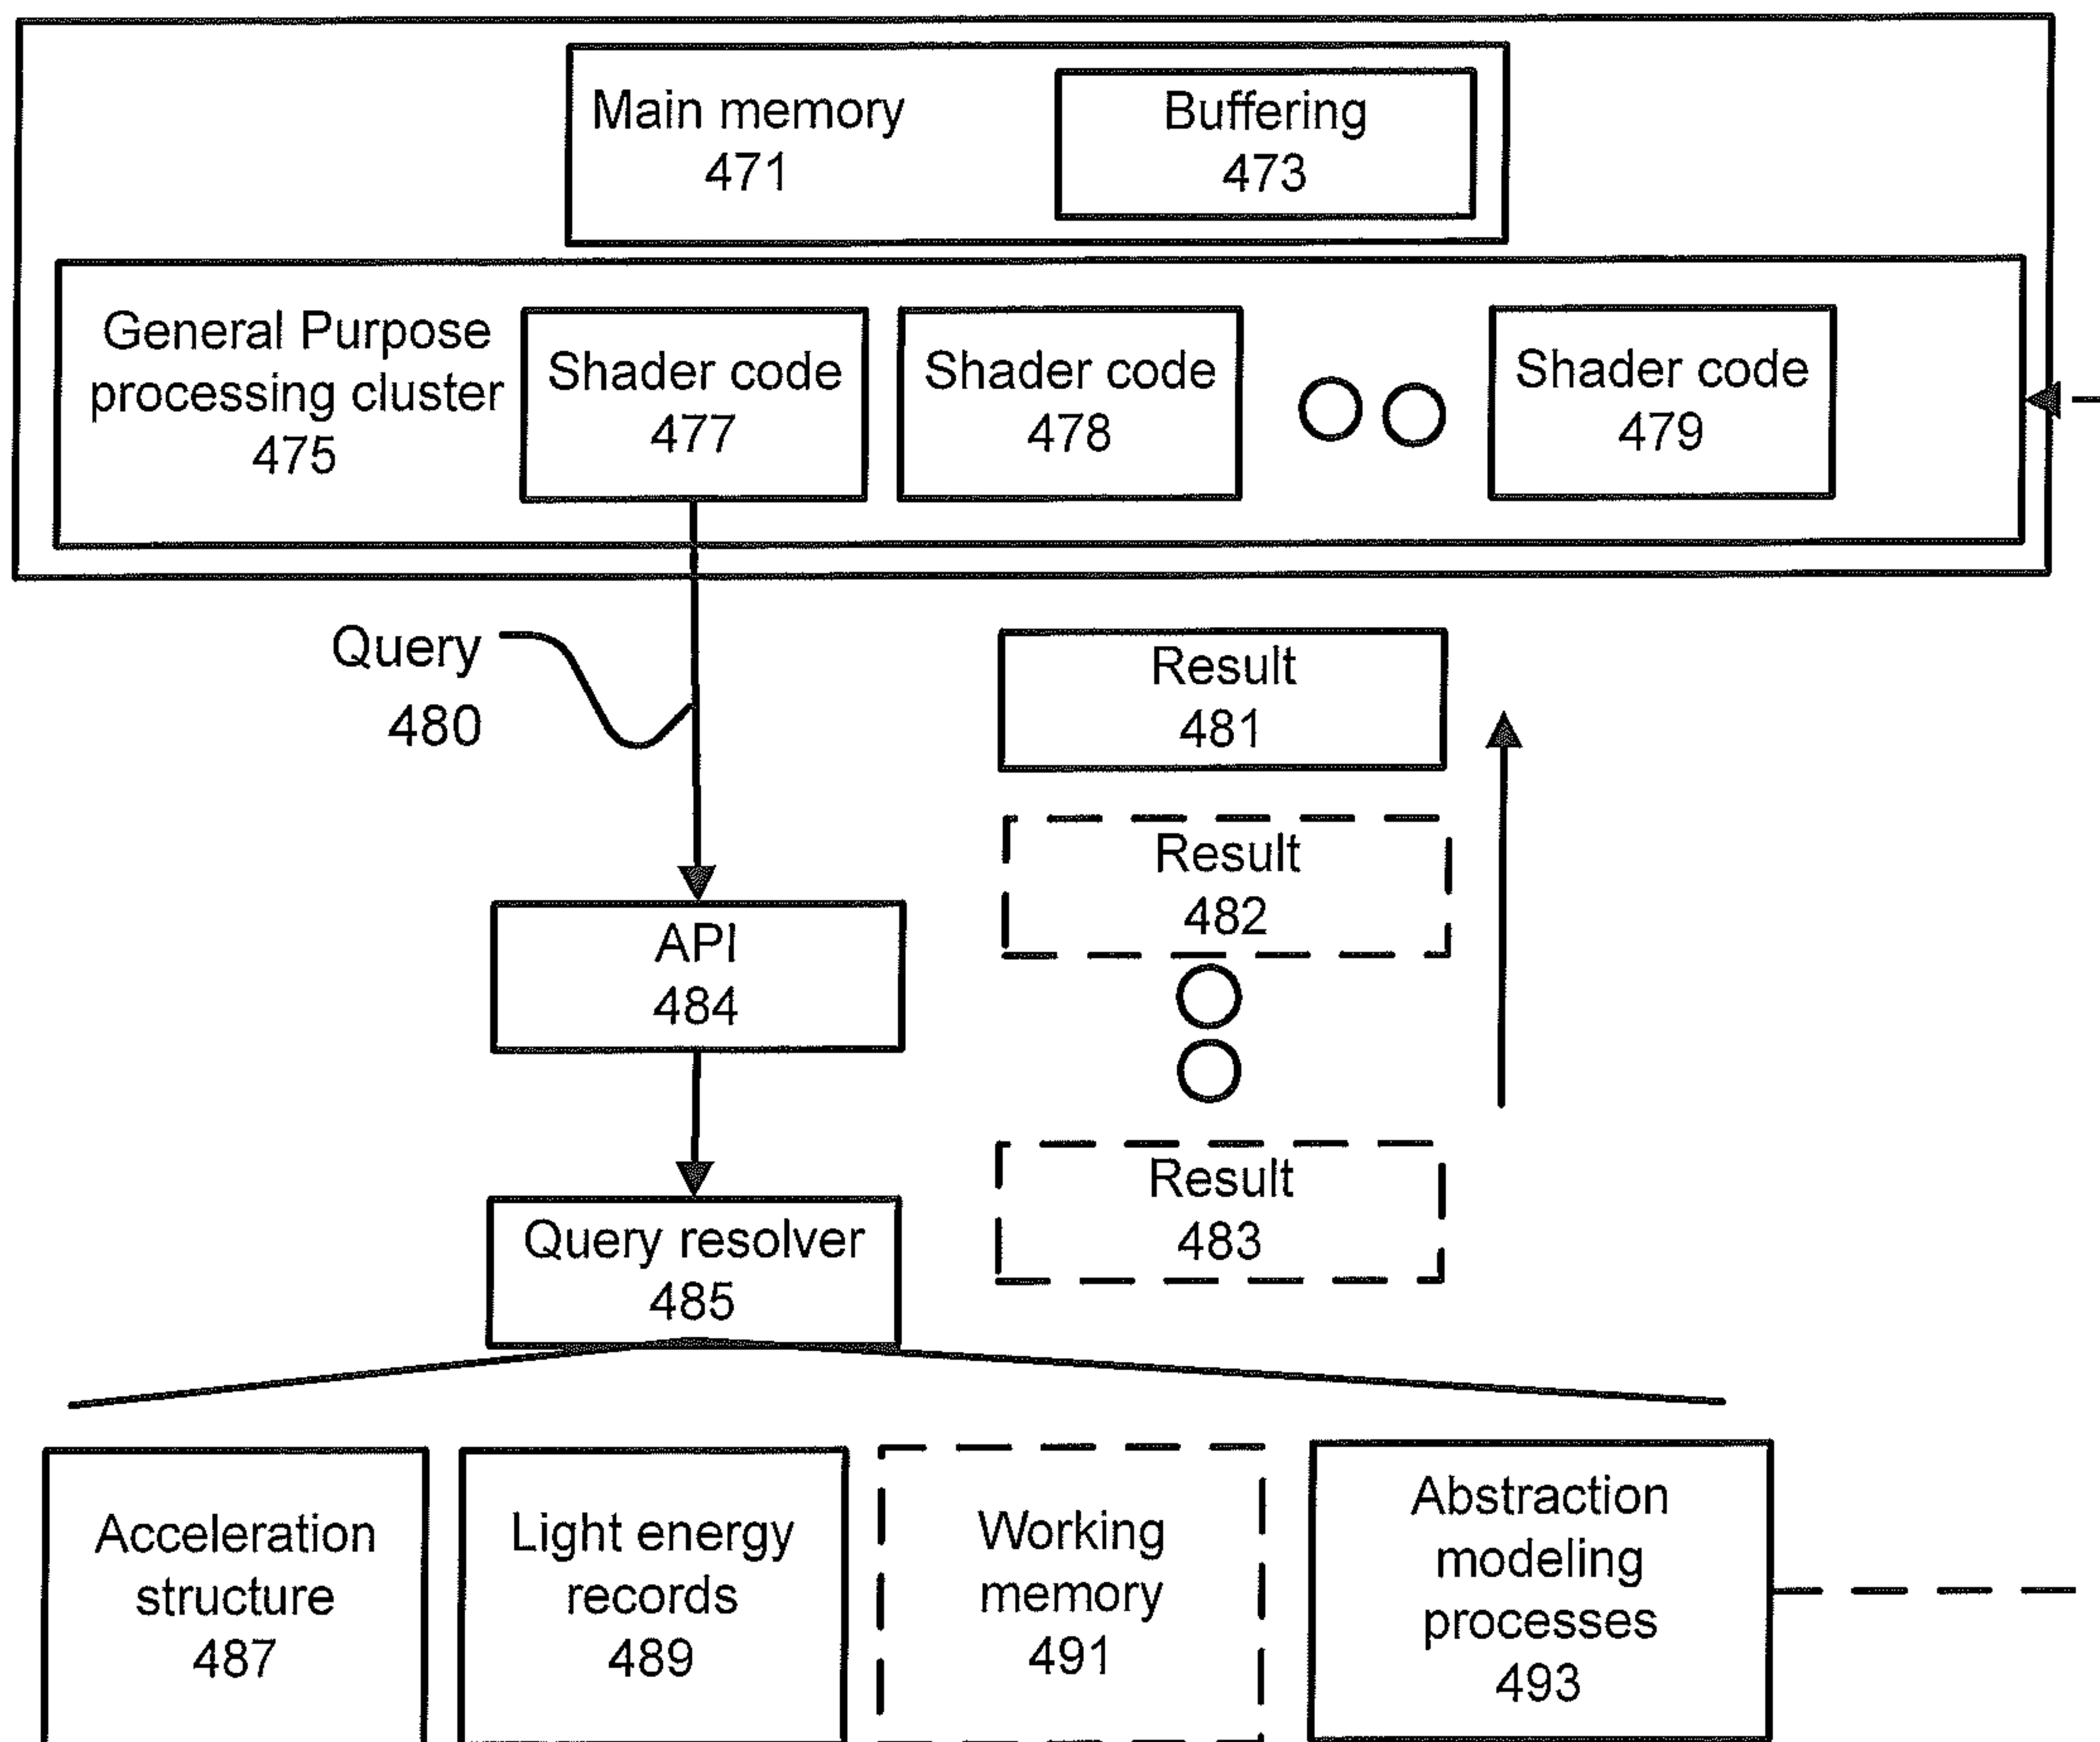 Main memory
471
Buffering
473
General Purpose
processing cluster
475
Shader code
477
Shader code
478
Shader code
479
Query
480
Result
481
Result
482
API
484
Result
483
Query resolver
485
Acceleration
structure
487
Light energy
records
489
Working
memory
491
Abstraction
modeling
processes
493